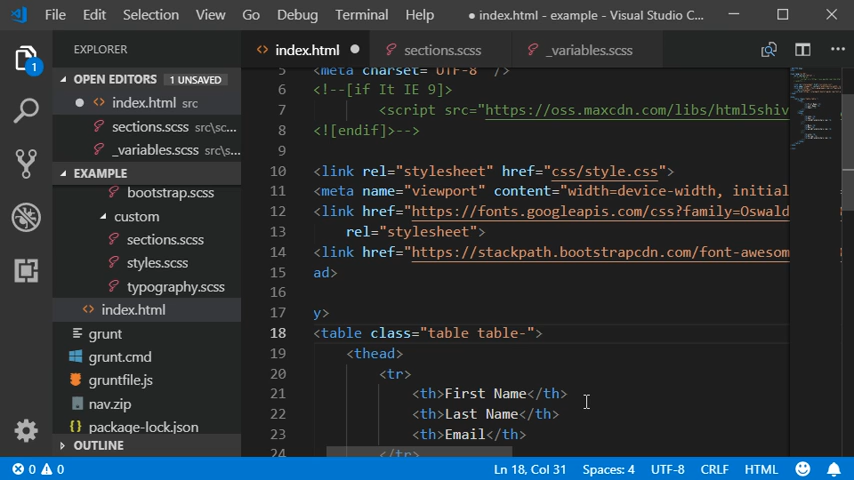 File Edit Selection View Go Debug Terminal Help ● index.html - example - Visual Studio C...
EXPLORER
index.html
sections.scss
_variables.scss
1
OPEN EDITORS 1 UNSAVED
index.html src
sections.scss src\sc...
_variables.scss src\s...
EXAMPLE
bootstrap.scss
custom
sections.scss
styles.scss
typography.scss
index.html
grunt
grunt.cmd
gruntfile.js
nav.zip
package-lock.json
OUTLINE
5 <meta charset="UTF-8" />
6 <!--[if It IE 9]>
7 <script src="https://oss.maxcdn.com/libs/html5shiv
8 <![endif]-->
9
10 <link rel="stylesheet" href="css/style.css">
11 <meta name="viewport" content="width=device-width, initial
12 <link href="https://fonts.googleapis.com/css?family=Oswald
13 rel="stylesheet">
14 <link href="https://stackpath.bootstrapcdn.com/font-awesom
15 ad>
16
17 y>
18 <table class="table table-">
19 <thead>
20 <tr>
21 <th>First Name</th>
22 <th>Last Name</th>
23 <th>Email</th>
24 </tr>
0 0 Ln 18, Col 31 Spaces: 4 UTF-8 CRLF HTML